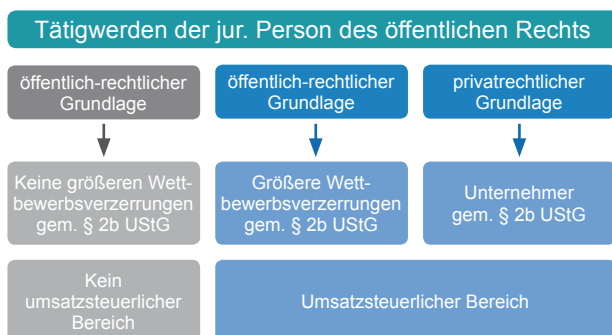 Tätigwerden der jur. Person des öffentlichen Rechts
öffentlich-rechtlicher
Grundlage
öffentlich-rechtlicher
Grundlage
privatrechtlicher
Grundlage
Keine größeren Wett-
bewerbsverzerrungen
gem. § 2b UStG
Größere Wett-
bewerbsverzerrungen
gem. § 2b UStG
Unternehmer
gem. § 2b UStG
Kein
umsatzsteuerlicher
Bereich
Umsatzsteuerlicher Bereich